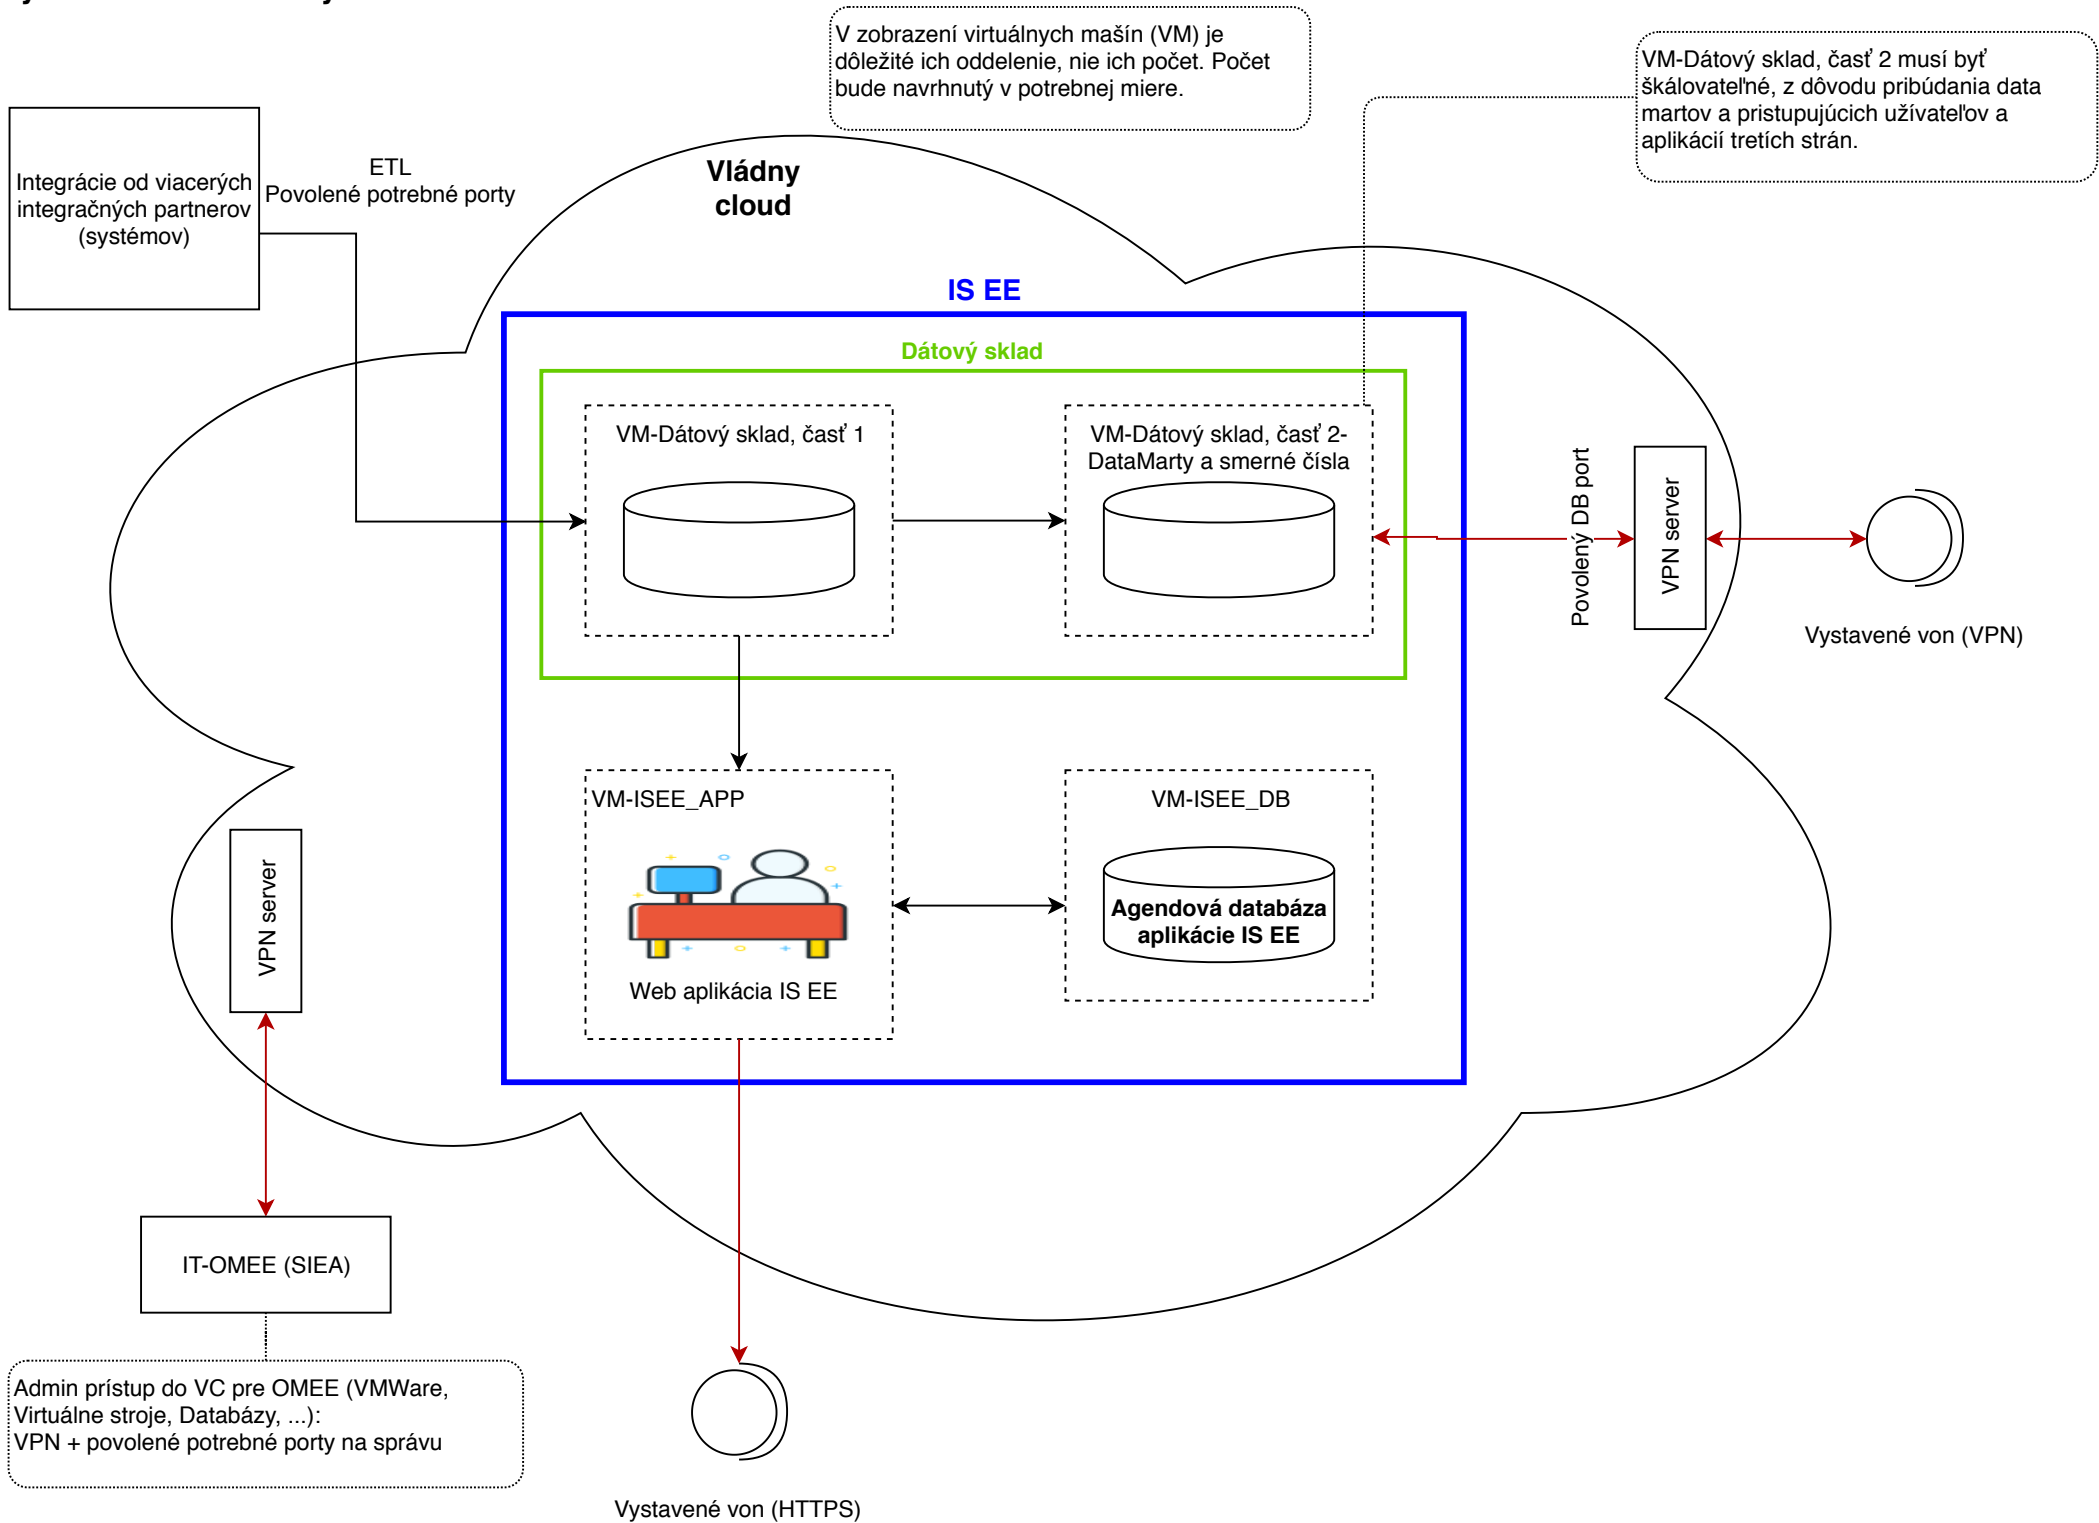 V zobrazení virtuálnych mašín (VM) je
dôležité ich oddelenie, nie ich počet. Počet
bude navrhnutý v potrebnej miere.
VM-Dátový sklad, časť 2 musí byť
škálovateľné, z dôvodu pribúdania data
martov a pristupujúcich užívateľov a
aplikácií tretích strán.
Integrácie od viacerých
integračných partnerov
(systémov)
ETL
Povolené potrebné porty
Vládny
cloud
IS EE
Dátový sklad
VM-Dátový sklad, časť 1
VM-Dátový sklad, časť 2-
DataMarty a smerné čísla
Povolený DB port
VPN server
Vystavené von (VPN)
VM-ISEE_APP
Web aplikácia IS EE
VM-ISEE_DB
Agendová databáza
aplikácie IS EE
VPN server
IT-OMEE (SIEA)
Admin prístup do VC pre OMEE (VMWare,
Virtuálne stroje, Databázy, ...):
VPN + povolené potrebné porty na správu
Vystavené von (HTTPS)